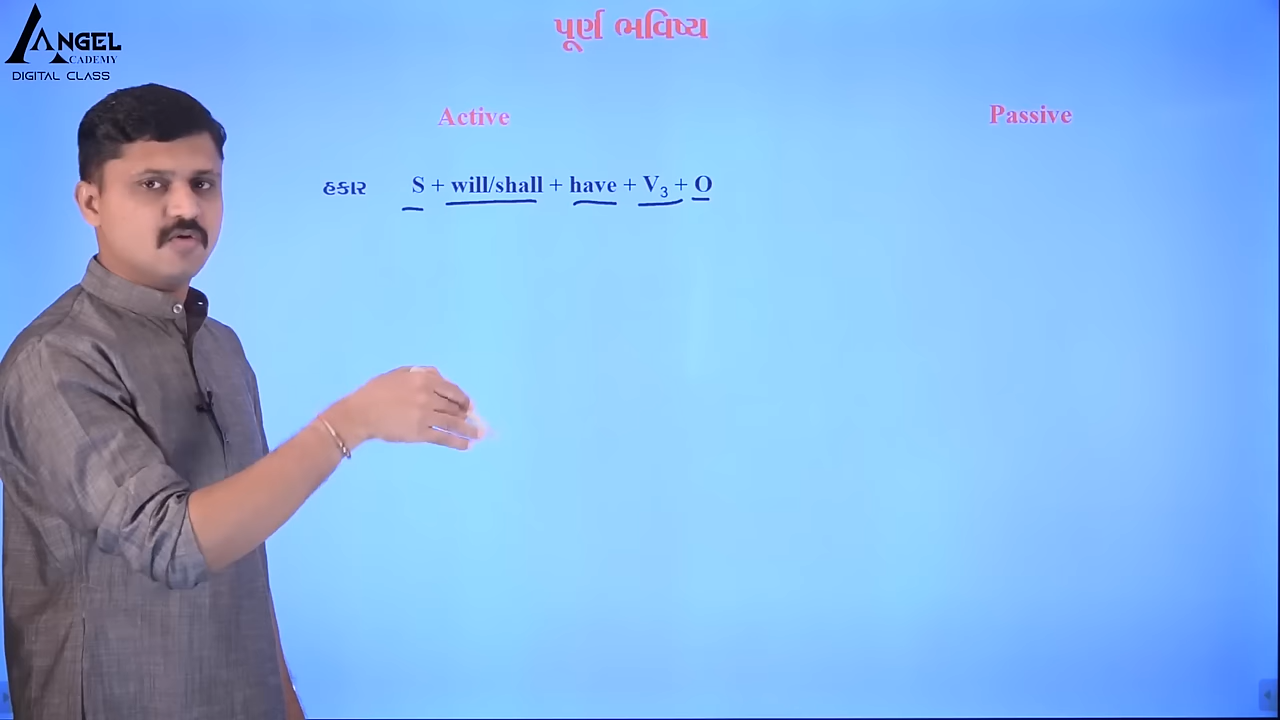 ANGEL
ACADEMY
DIGITAL CLASS
પૂર્ણ ભવિષ્ય
Active
Passive
હકાર S + will/shall + have + V₃ + O